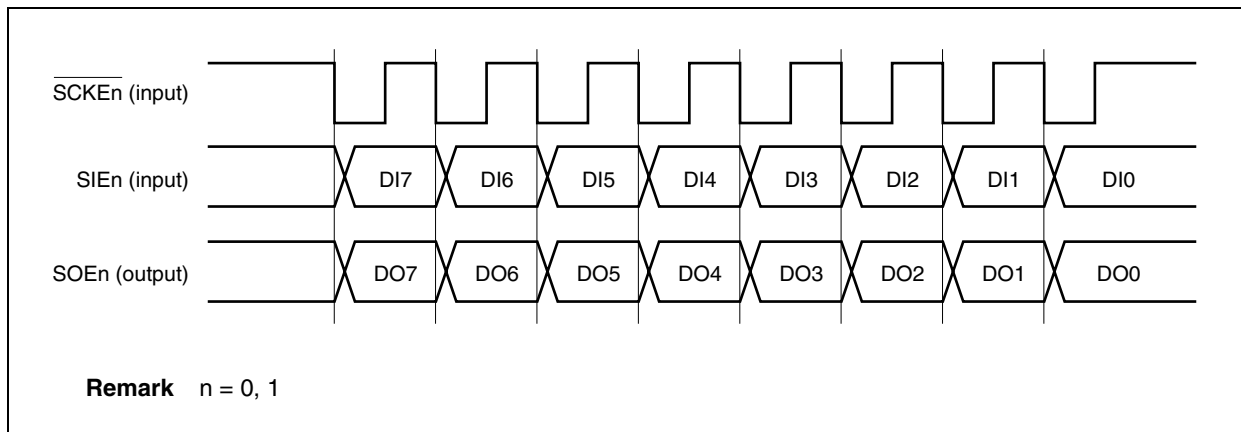 SCKEn (input)
SIEn (input) DI7 DI6 DI5 DI4 DI3 DI2 DI1 DI0
SOEn (output) DO7 DO6 DO5 DO4 DO3 DO2 DO1 DO0
Remark n = 0, 1